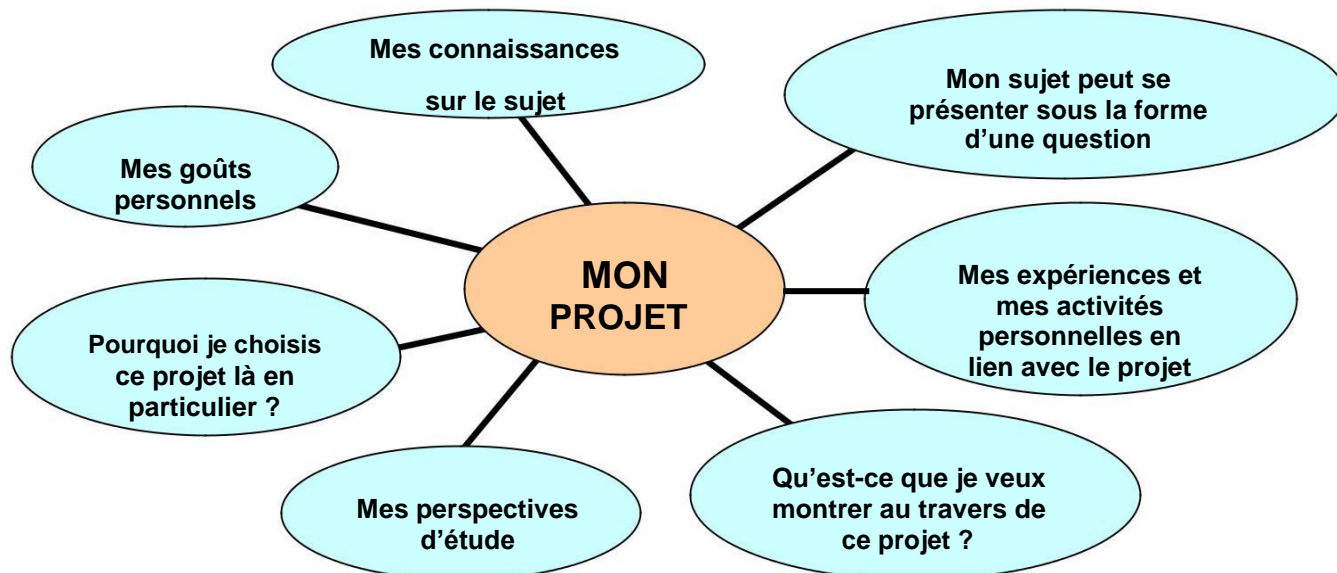 Mes connaissances
sur le sujet
Mon sujet peut se
présenter sous la forme
d’une question
Mes goûts
personnels
MON
PROJET
Mes expériences et
mes activités
personnelles en
lien avec le projet
Pourquoi je choisis
ce projet là en
particulier ?
Mes perspectives
d’étude
Qu’est-ce que je veux
montrer au travers de
ce projet ?